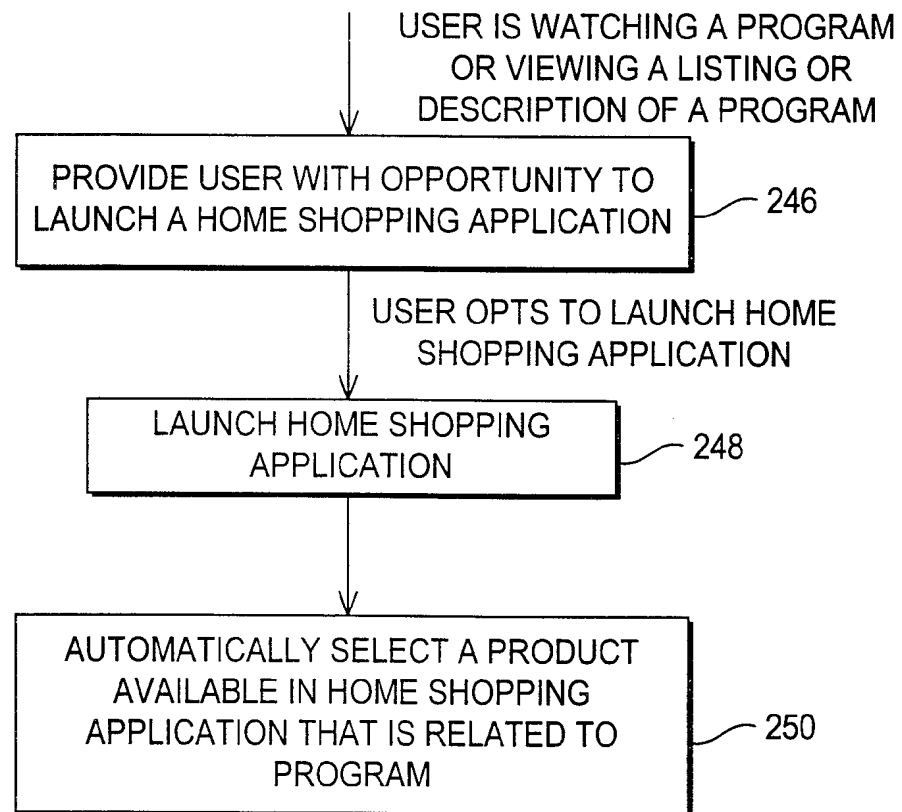 USER IS WATCHING A PROGRAM
OR VIEWING A LISTING OR
DESCRIPTION OF A PROGRAM
PROVIDE USER WITH OPPORTUNITY TO
LAUNCH A HOME SHOPPING APPLICATION
246
USER OPTS TO LAUNCH HOME
SHOPPING APPLICATION
LAUNCH HOME SHOPPING
APPLICATION
248
AUTOMATICALLY SELECT A PRODUCT
AVAILABLE IN HOME SHOPPING
APPLICATION THAT IS RELATED TO
PROGRAM
250